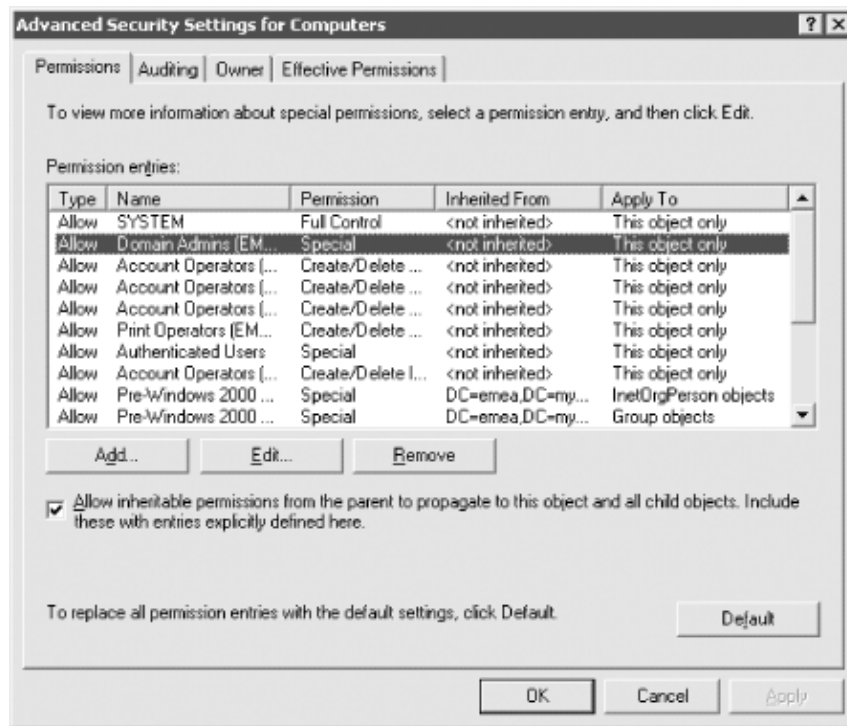 Advanced Security Settings for Computers
Permissions Auditing Owner Effective Permissions
To view more information about special permissions, select a permission entry, and then click Edit.
Permission entries:
Type Name Permission Inherited From Apply To
Allow SYSTEM Full Control <not inherited> This object only
Allow Domain Admins (EM... Special <not inherited> This object only
Allow Account Operators (... Create/Delete ... <not inherited> This object only
Allow Account Operators (... Create/Delete ... <not inherited> This object only
Allow Account Operators (... Create/Delete ... <not inherited> This object only
Allow Print Operators (EM... Create/Delete ... <not inherited> This object only
Allow Authenticated Users Special <not inherited> This object only
Allow Account Operators (... Create/Delete I... <not inherited> This object only
Allow Pre-Windows 2000 ... Special DC=emea,DC=my... InetOrgPerson objects
Allow Pre-Windows 2000 ... Special DC=emea,DC=my... Group objects
Add... Edit... Remove
Allow inheritable permissions from the parent to propagate to this object and all child objects. Include
these with entries explicitly defined here.
To replace all permission entries with the default settings, click Default.
Default
OK Cancel Apply